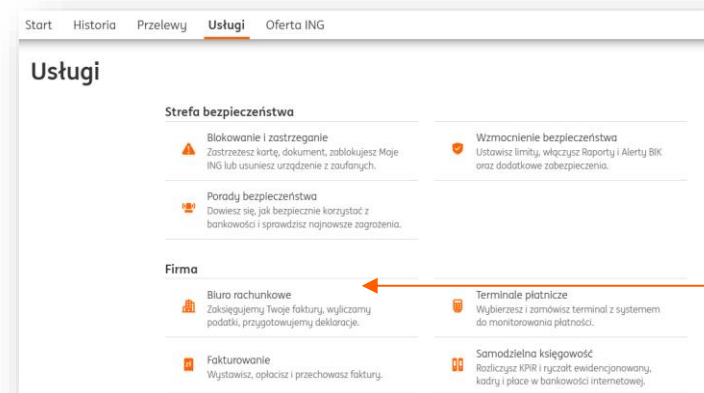 Start Historia Przelewy Usługi Oferta ING
Usługi
Strefa bezpieczeństwa
Blokowanie i zastrzeganie
Zastrzeżesz kartę, dokument, zablokujesz Moje
ING lub usuniesz urządzenie z zaufanych.
Wzmocnienie bezpieczeństwa
Ustawisz limity, włączysz Raporty i Alerty BIK
oraz dodatkowe zabezpieczenia.
Porady bezpieczeństwa
Dowiesz się, jak bezpiecznie korzystać z
bankowości i sprawdzisz najnowsze zagrożenia.
Firma
Biuro rachunkowe
Zaksięgujemy Twoje faktury, wyliczamy
podatki, przygotowujemy deklaracje.
Terminale płatnicze
Wybierzesz i zamówisz terminal z systemem
do monitorowania płatności.
Fakturowanie
Wystawisz, opłacisz i przechowasz faktury.
Samodzielna księgowość
Rozliczysz KPiR i ryczałt ewidencjonowany,
kadry i płace w bankowości internetowej.